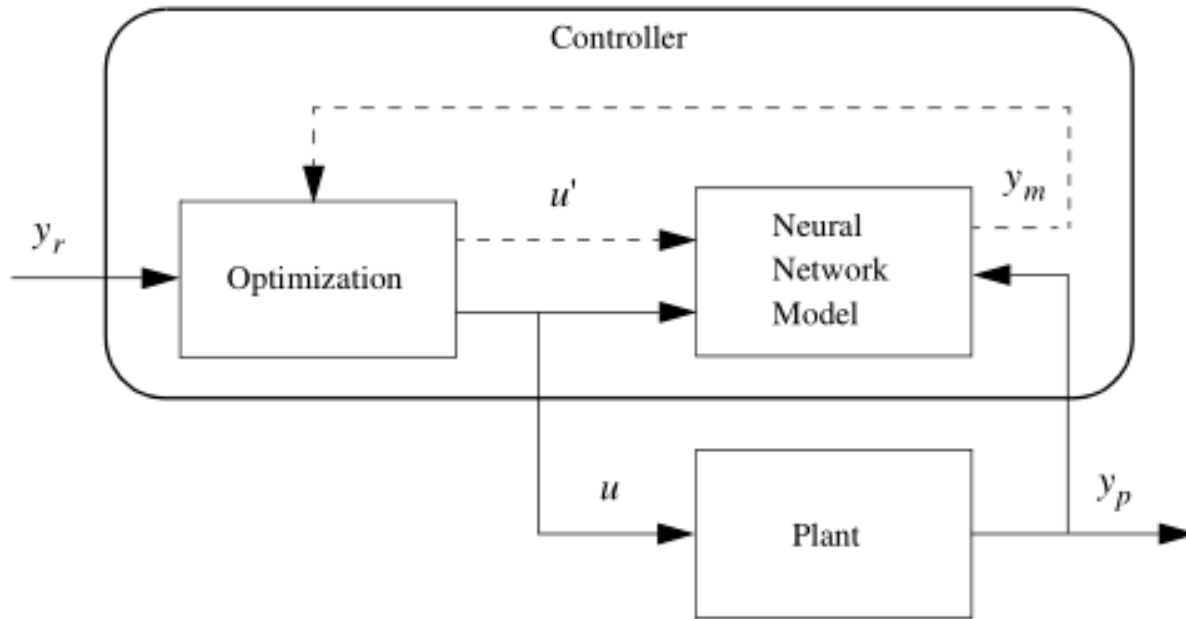 Controller
u'
y_m
y_r
Optimization
Neural
Network
Model
u
y_p
Plant